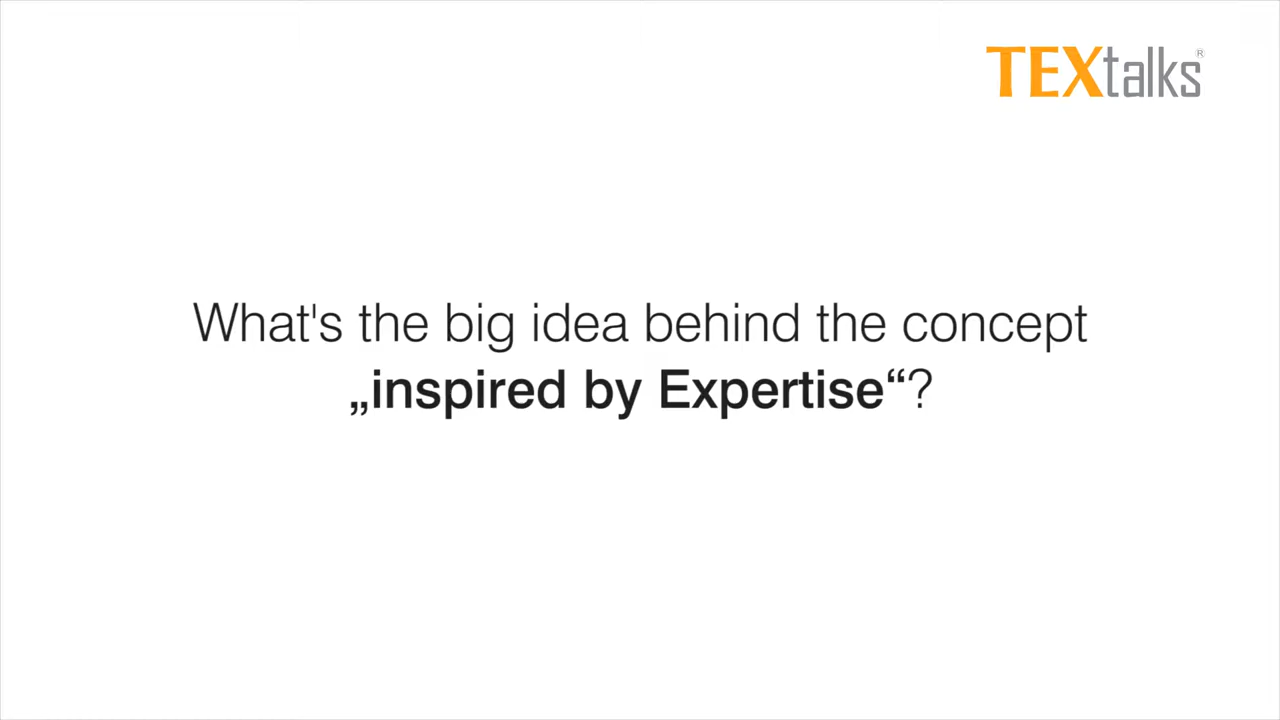 TEXtalks®
What's the big idea behind the concept
„inspired by Expertise“?